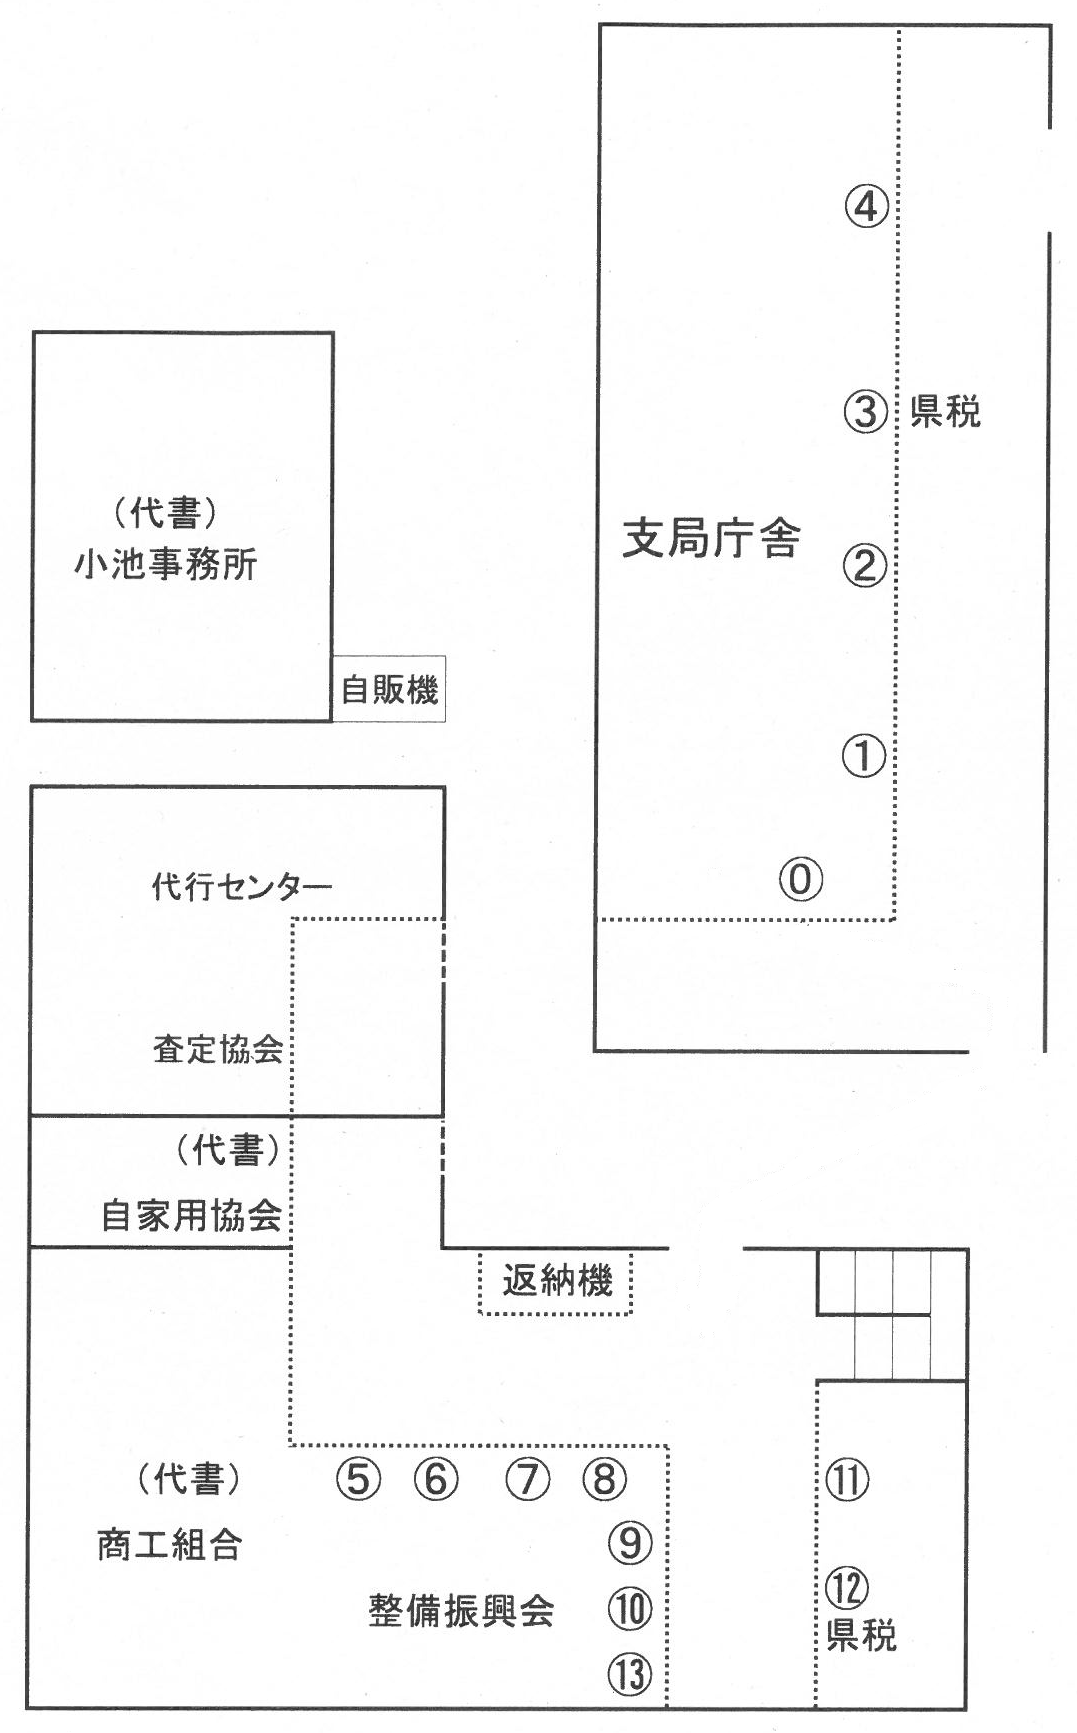 ④
③ 県税
（代書）
小池事務所
支局庁舎
②
自販機
①
⓪
代行センター
査定協会
（代書）
自家用協会
返納機
（代書）
商工組合
⑤ ⑥ ⑦ ⑧
⑨
整備振興会
⑩
⑬
⑪
⑫
県税